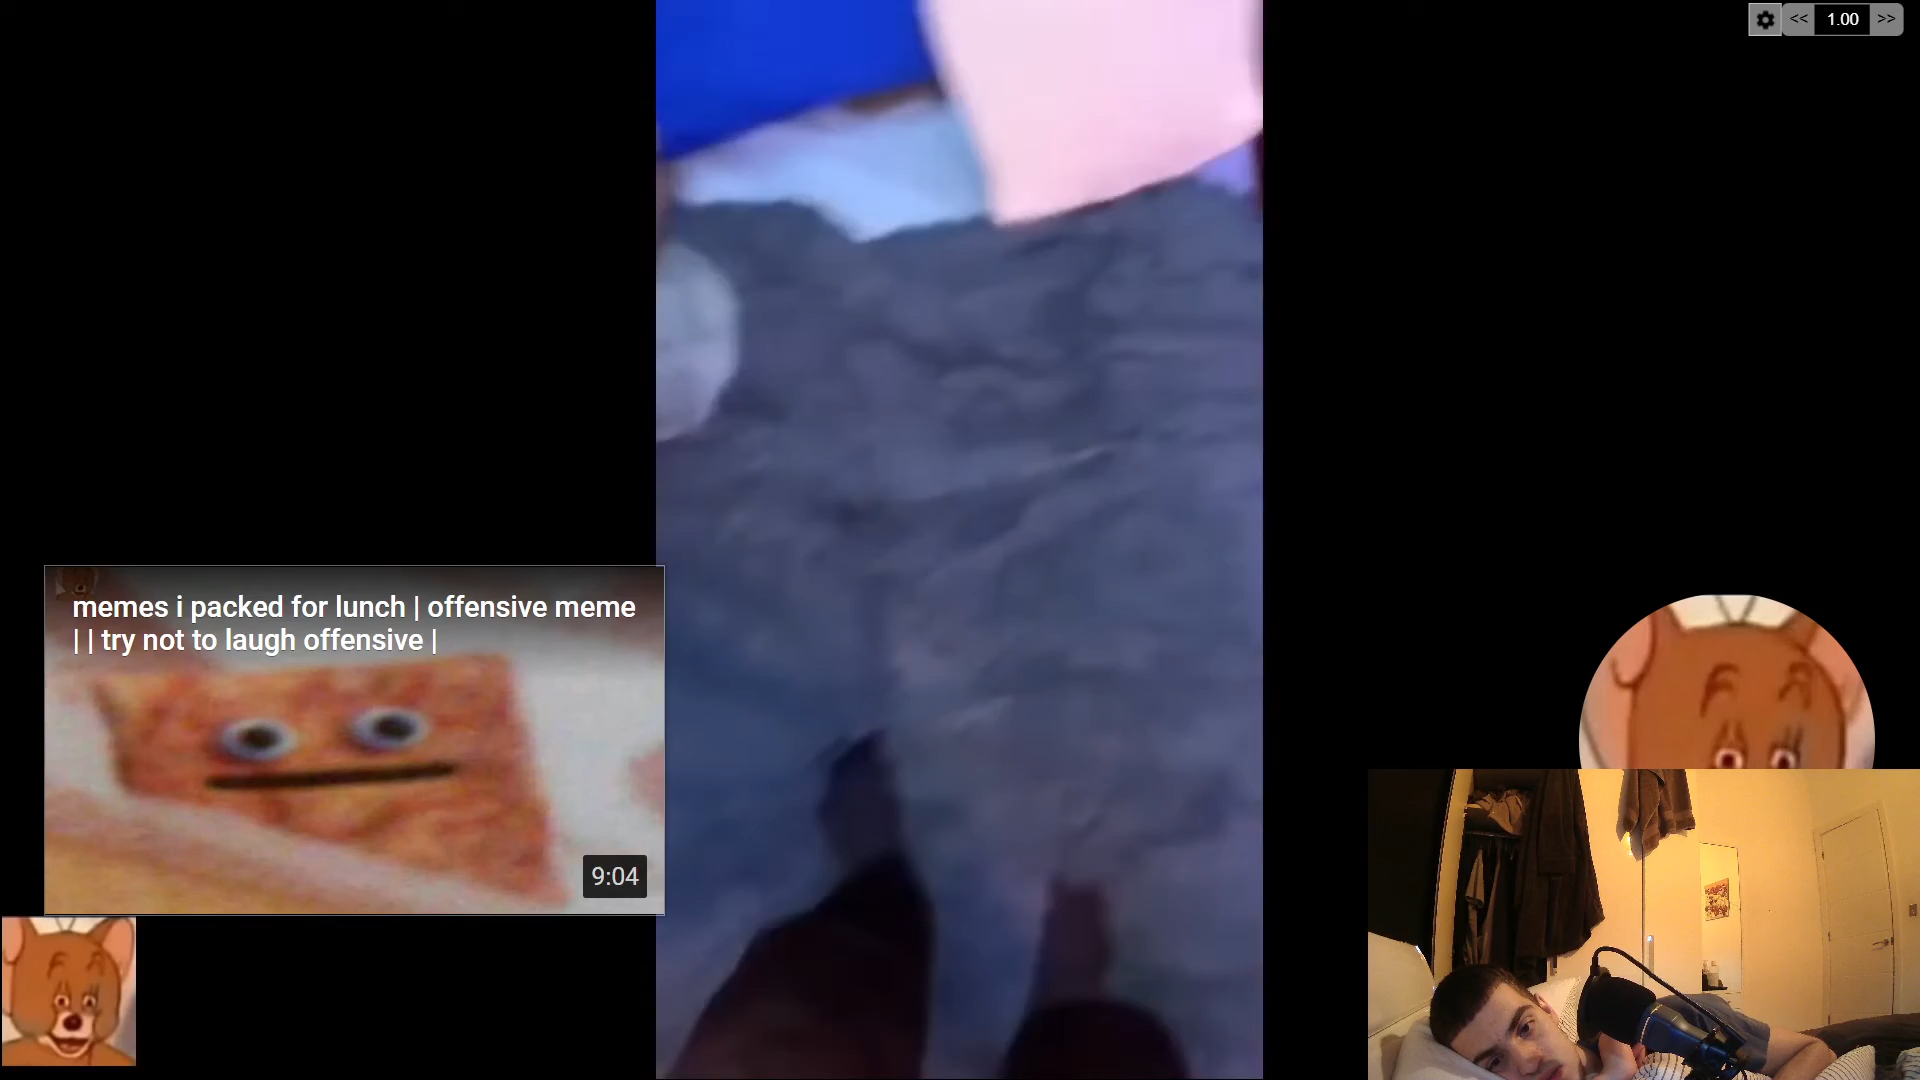 << 1.00 >>
memes i packed for lunch | offensive meme
| | try not to laugh offensive |
9:04